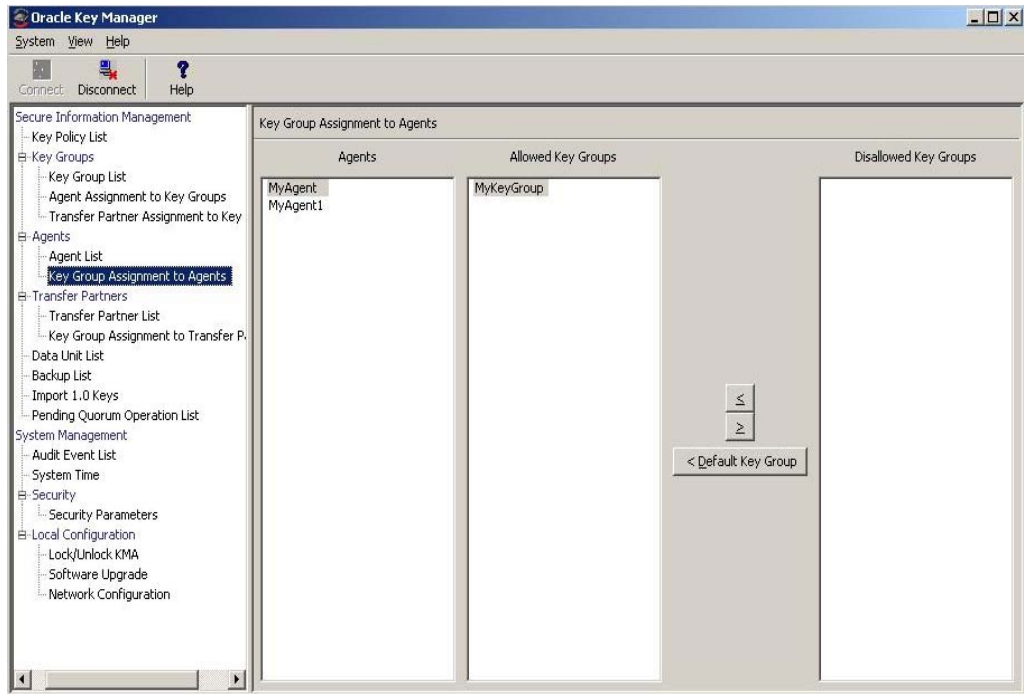 Oracle Key Manager
System View Help
Connect Disconnect Help
Secure Information Management
Key Policy List
Key Groups
Key Group List
Agent Assignment to Key Groups
Transfer Partner Assignment to Key
Agents
Agent List
Key Group Assignment to Agents
Transfer Partners
Transfer Partner List
Key Group Assignment to Transfer P
Data Unit List
Backup List
Import 1.0 Keys
Pending Quorum Operation List
System Management
Audit Event List
System Time
Security
Security Parameters
Local Configuration
Lock/Unlock KMA
Software Upgrade
Network Configuration
Key Group Assignment to Agents
Agents Allowed Key Groups Disallowed Key Groups
MyAgent MyKeyGroup
MyAgent1
<
>
< Default Key Group